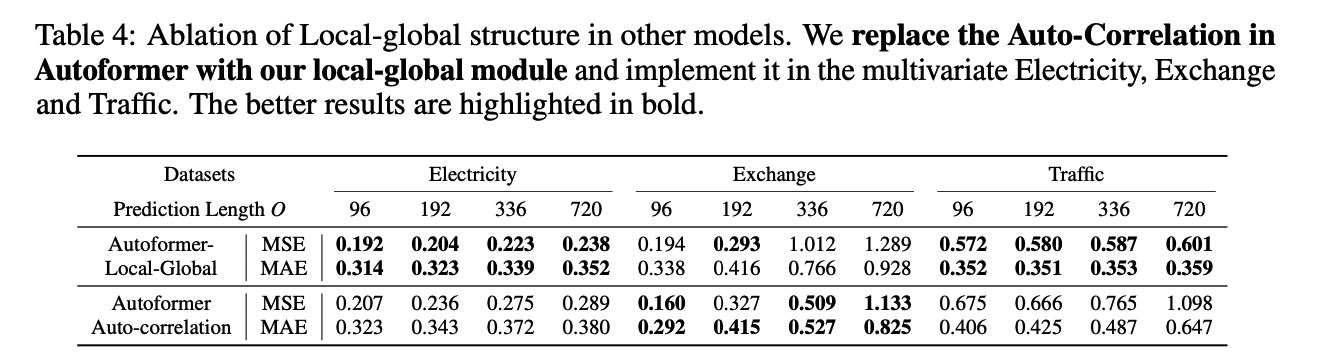 Table 4: Ablation of Local-global structure in other models. We replace the Auto-Correlation in
Autoformer with our local-global module and implement it in the multivariate Electricity, Exchange
and Traffic. The better results are highlighted in bold.
Datasets Electricity Exchange Traffic
Prediction Length O 96 192 336 720 96 192 336 720 96 192 336 720
Autoformer- MSE 0.192 0.204 0.223 0.238 0.194 0.293 1.012 1.289 0.572 0.580 0.587 0.601
Local-Global MAE 0.314 0.323 0.339 0.352 0.338 0.416 0.766 0.928 0.352 0.351 0.353 0.359
Autoformer MSE 0.207 0.236 0.275 0.289 0.160 0.327 0.509 1.133 0.675 0.666 0.765 1.098
Auto-correlation MAE 0.323 0.343 0.372 0.380 0.292 0.415 0.527 0.825 0.406 0.425 0.487 0.647